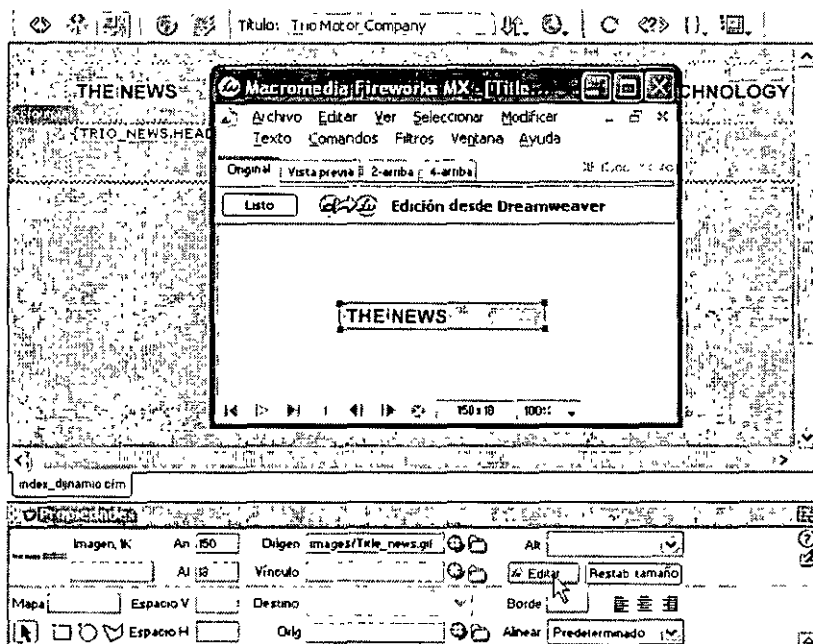 Título: Trio Motor Company
THE NEWS
CHNOLOGY
{TRIO_NEWS.HEAD
Macromedia Fireworks MX - [Title
Archivo Editar Ver Seleccionar Modificar
Texto Comandos Filtros Ventana Ayuda
Original Vista previa 2-arriba 4-arriba
Listo Edición desde Dreamweaver
THE NEWS
1 150 x 18 100%
index_dynamic.cfm
Propiedades
Imagen, 1K An 150 Origen images/Title_news.gif Alt
Al 18 Vínculo Editar Restab tamaño
Mapa Espacio V Destino Borde
Espacio H Orig Alinear Predeterminado